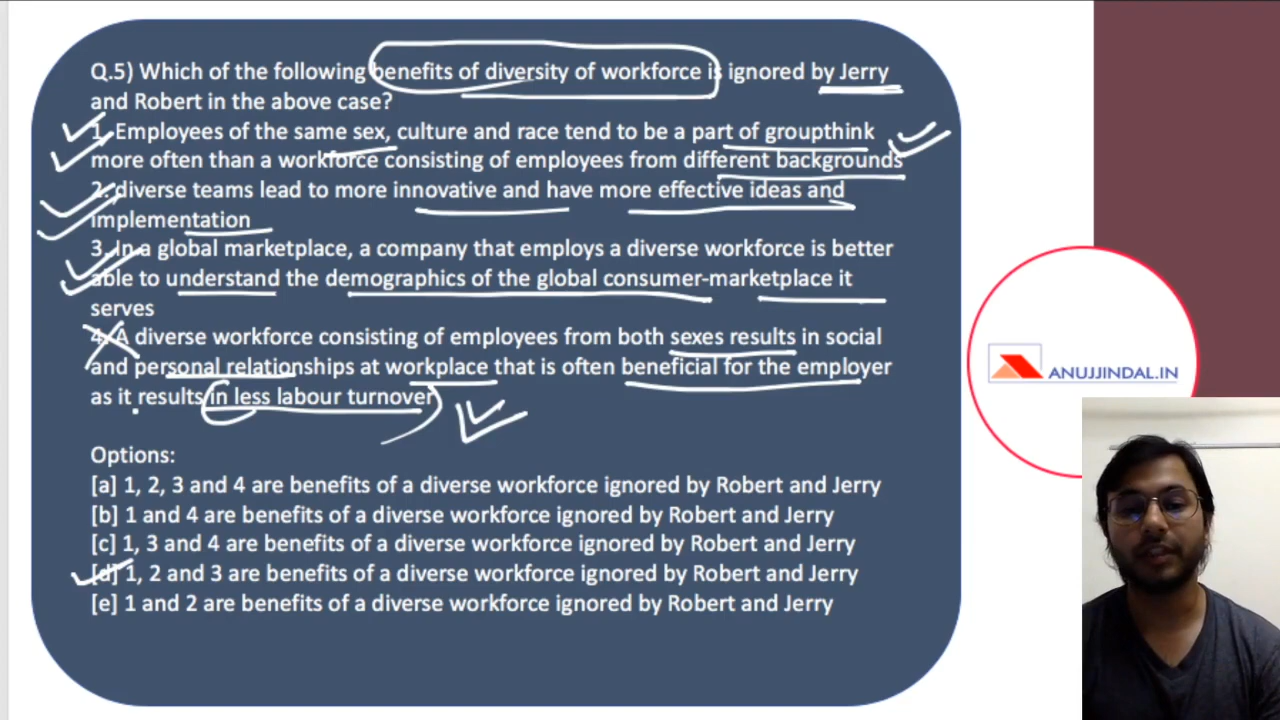 Q.5) Which of the following benefits of diversity of workforce is ignored by Jerry
and Robert in the above case?
1. Employees of the same sex, culture and race tend to be a part of groupthink
more often than a workforce consisting of employees from different backgrounds
2. diverse teams lead to more innovative and have more effective ideas and
implementation
3. In a global marketplace, a company that employs a diverse workforce is better
able to understand the demographics of the global consumer-marketplace it
serves
4. A diverse workforce consisting of employees from both sexes results in social
and personal relationships at workplace that is often beneficial for the employer
as it results in less labour turnover
Options:
[a] 1, 2, 3 and 4 are benefits of a diverse workforce ignored by Robert and Jerry
[b] 1 and 4 are benefits of a diverse workforce ignored by Robert and Jerry
[c] 1, 3 and 4 are benefits of a diverse workforce ignored by Robert and Jerry
[d] 1, 2 and 3 are benefits of a diverse workforce ignored by Robert and Jerry
[e] 1 and 2 are benefits of a diverse workforce ignored by Robert and Jerry
ANUJJINDAL.IN